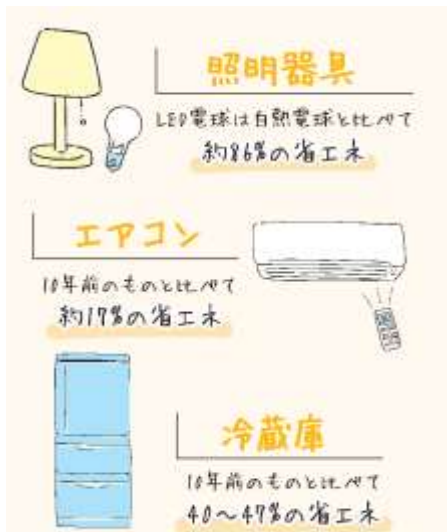 照明器具
LED電球は白熱電球と比べて
約86%の省エネ
エアコン
10年前のものと比べて
約17%の省エネ
冷蔵庫
10年前のものと比べて
40～47%の省エネ